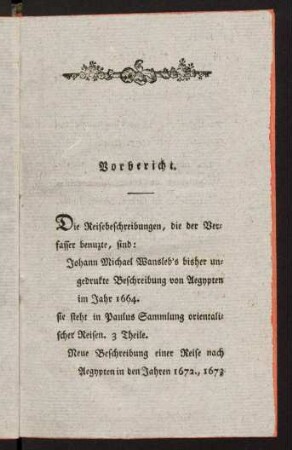 Vorbericht.
Die Reisebeschreibungen, die der Ver-
fasser benuzte, sind:
Johann Michael Wansleb's bisher un-
gedrukte Beschreibung von Aegypten
im Jahr 1664.
sie steht in Paulus Sammlung orientali-
scher Reisen. 3 Theile.
Neue Beschreibung einer Reise nach
Aegypten in den Jahren 1672., 1673